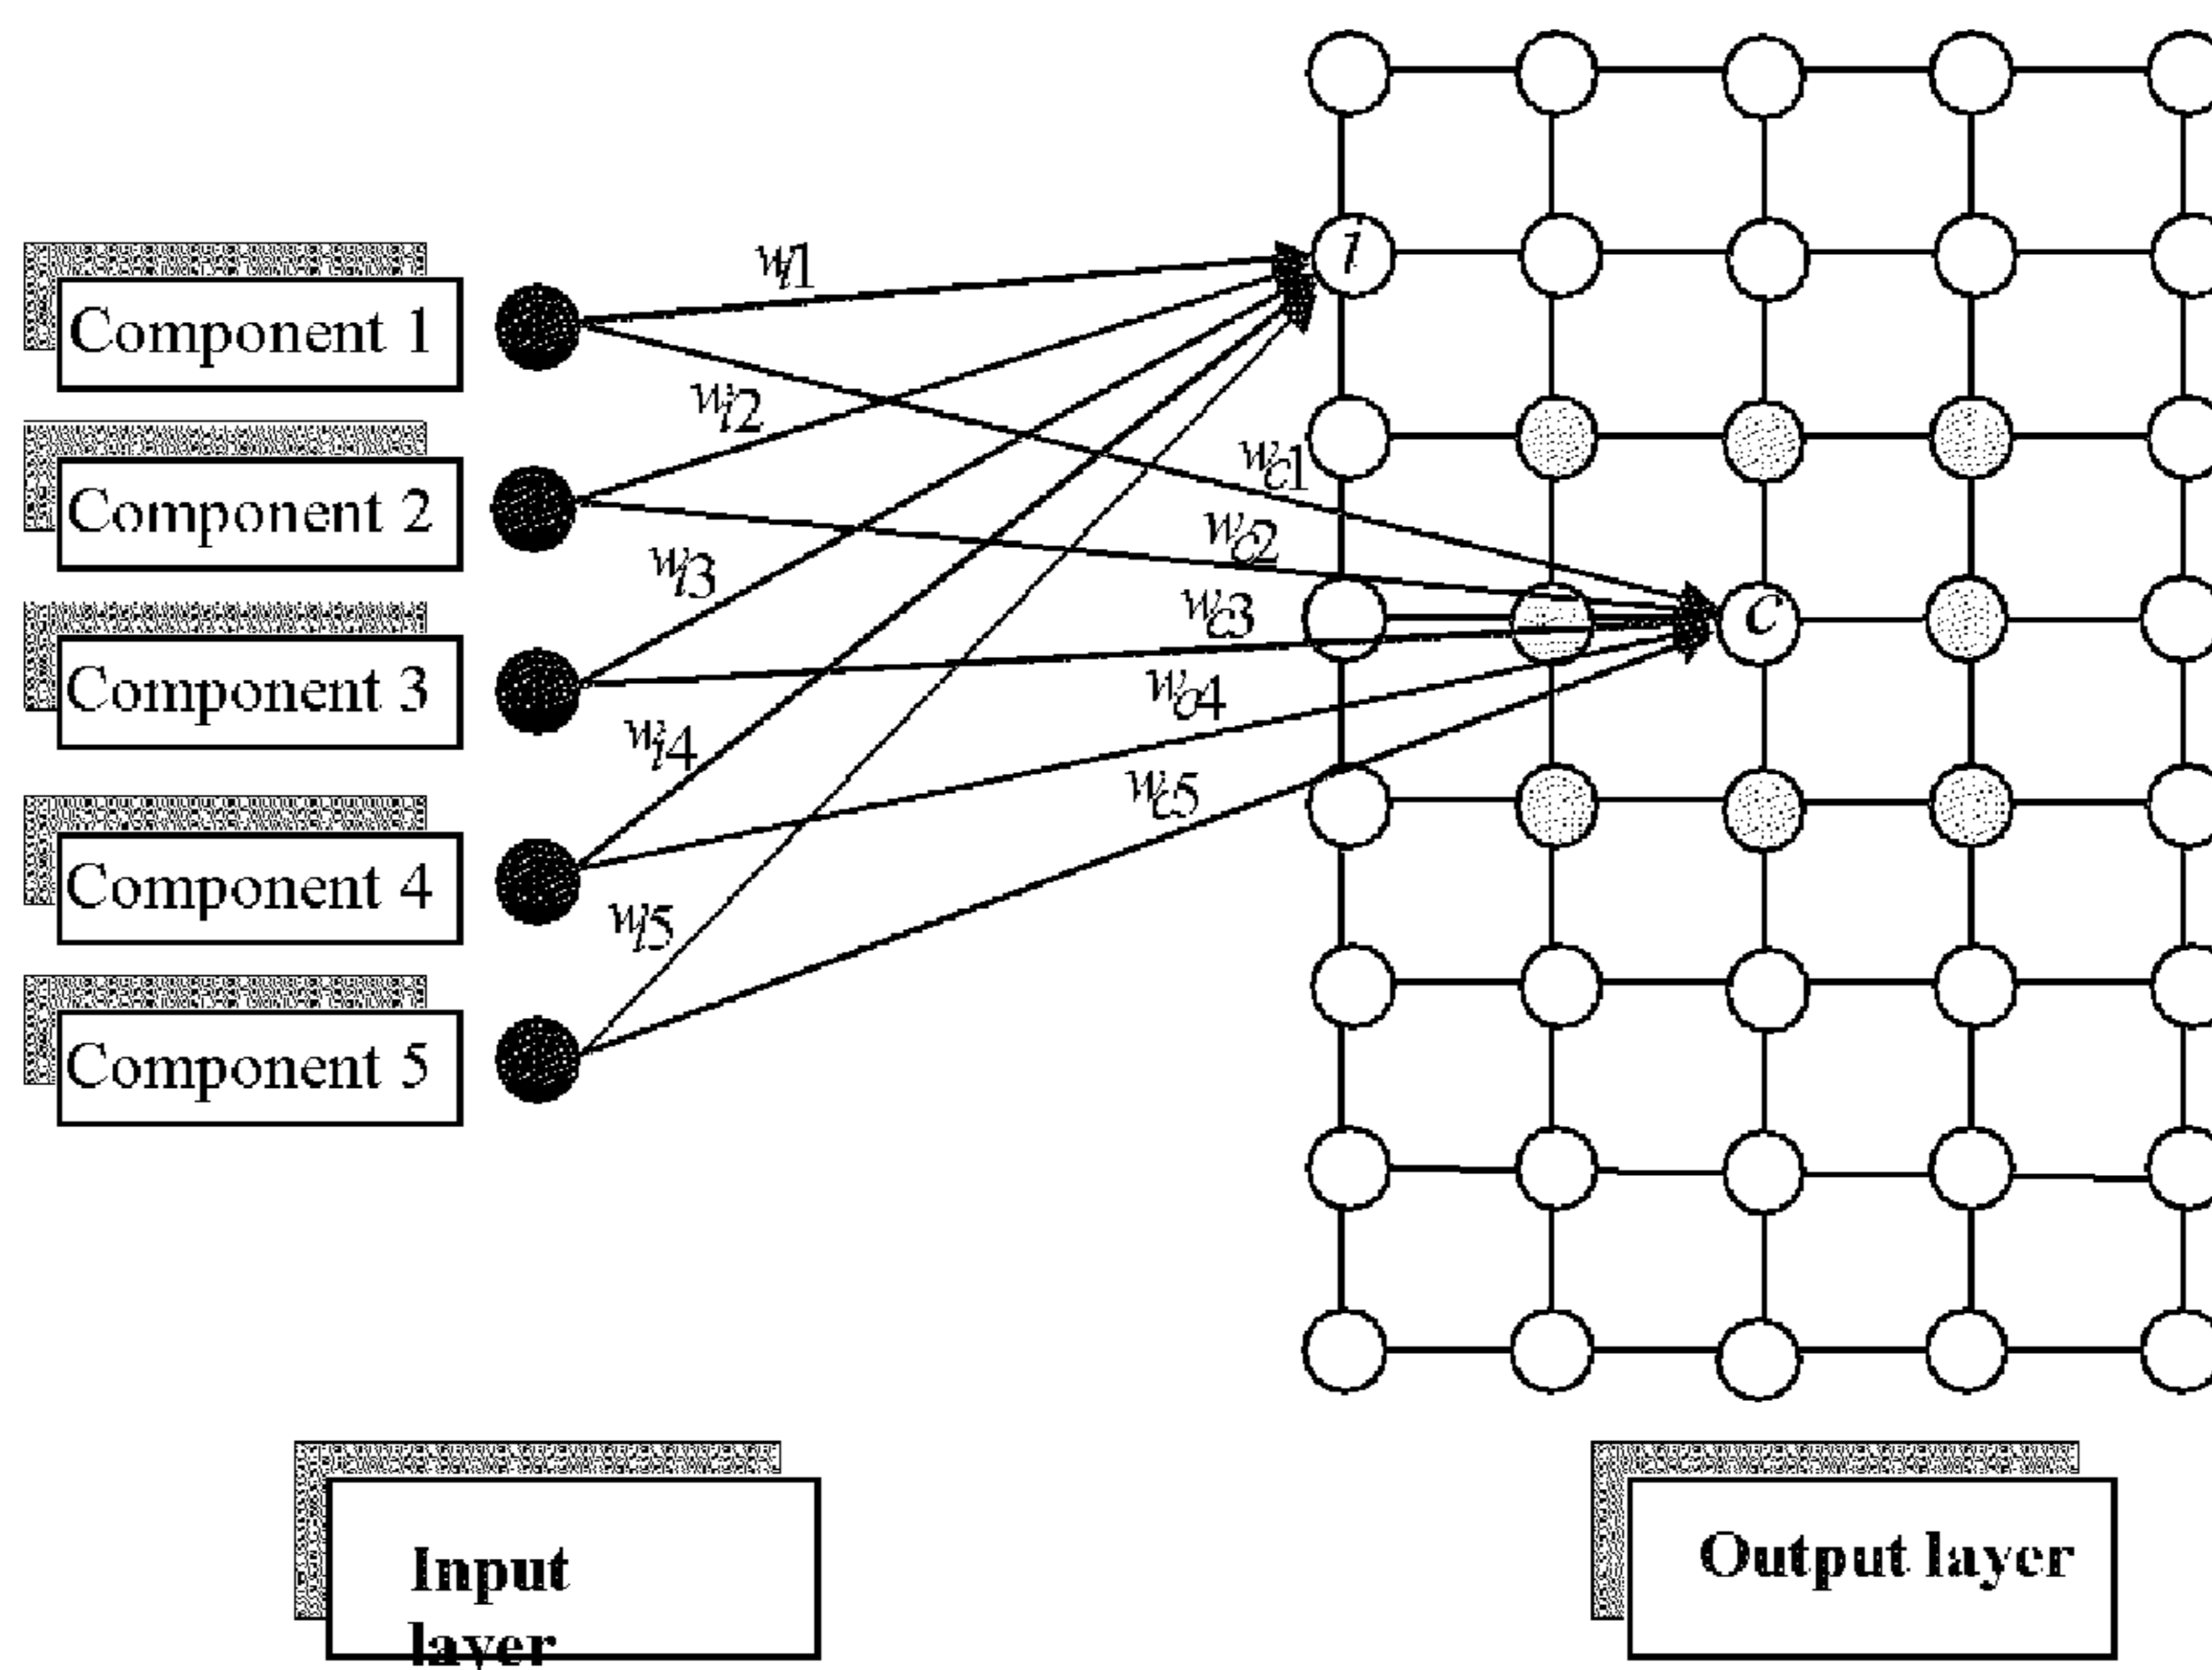 Component 1
Component 2
Component 3
Component 4
Component 5
wi1
wi2
wi3
wi4
wi5
wc1
wc2
wc3
wc4
wc5
i
c
Input
layer
Output layer